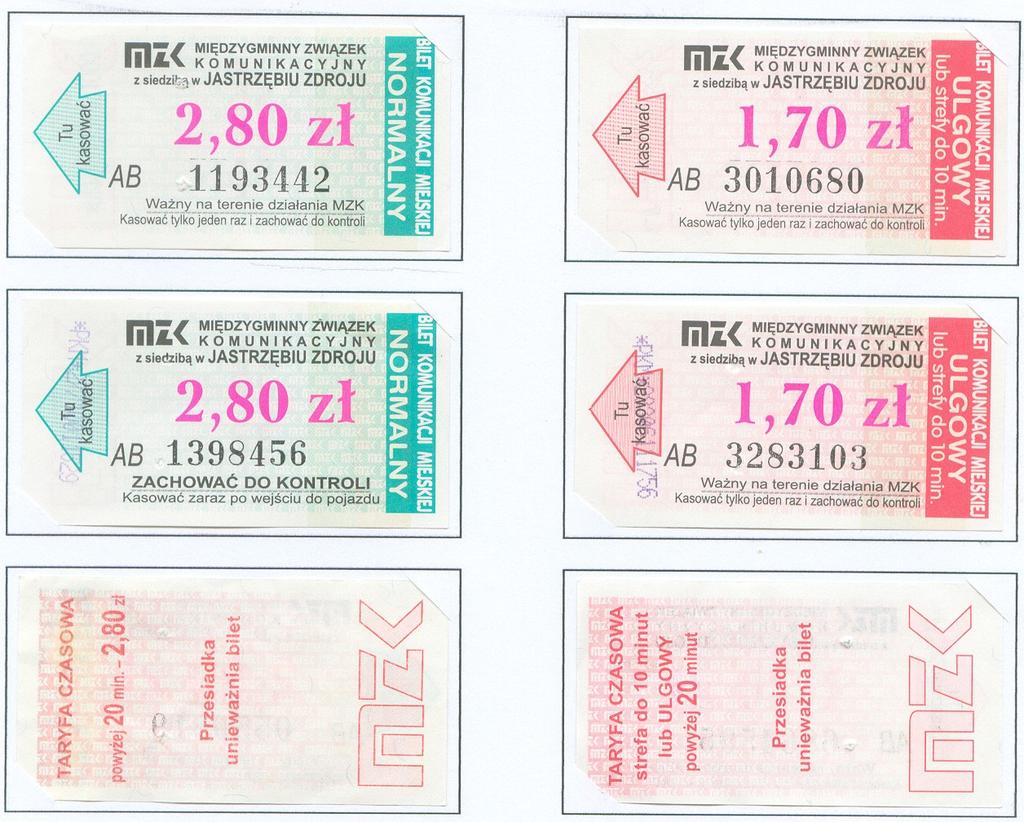 MZK MIĘDZYGMINNY ZWIĄZEK
KOMUNIKACYJNY
z siedzibą w JASTRZĘBIU ZDROJU
Tu
kasować
2,80 zł
AB 1193442
Ważny na terenie działania MZK
Kasować tylko jeden raz i zachować do kontroli
BILET KOMUNIKACJI MIEJSKIEJ
NORMALNY
MZK MIĘDZYGMINNY ZWIĄZEK
KOMUNIKACYJNY
z siedzibą w JASTRZĘBIU ZDROJU
Tu
kasować
1,70 zł
AB 3010680
Ważny na terenie działania MZK
Kasować tylko jeden raz i zachować do kontroli
BILET KOMUNIKACJI MIEJSKIEJ
ULGOWY
lub strefy do 10 min.
MZK MIĘDZYGMINNY ZWIĄZEK
KOMUNIKACYJNY
z siedzibą w JASTRZĘBIU ZDROJU
Tu
kasować
2,80 zł
AB 1398456
ZACHOWAĆ DO KONTROLI
Kasować zaraz po wejściu do pojazdu
BILET KOMUNIKACJI MIEJSKIEJ
NORMALNY
MZK MIĘDZYGMINNY ZWIĄZEK
KOMUNIKACYJNY
z siedzibą w JASTRZĘBIU ZDROJU
Tu
kasować
1,70 zł
AB 3283103
Ważny na terenie działania MZK
Kasować tylko jeden raz i zachować do kontroli
BILET KOMUNIKACJI MIEJSKIEJ
ULGOWY
lub strefy do 10 min.
TARYFA CZASOWA
powyżej 20 min. - 2,80 zł
Przesiadka
unieważnia bilet
MZK
TARYFA CZASOWA
strefa do 10 minut
lub ULGOWY
powyżej 20 minut
Przesiadka
unieważnia bilet
MZK